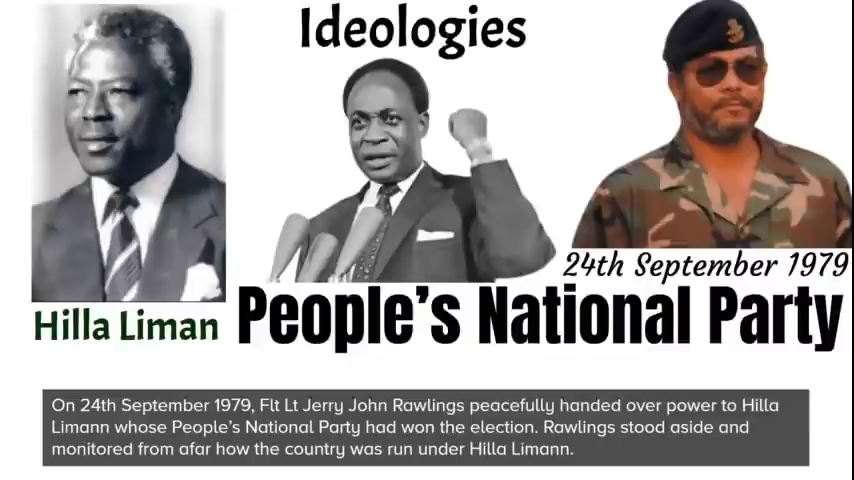 Ideologies
24th September 1979
Hilla Liman
People's National Party
On 24th September 1979, Flt Lt Jerry John Rawlings peacefully handed over power to Hilla
Limann whose People's National Party had won the election. Rawlings stood aside and
monitored from afar how the country was run under Hilla Limann.